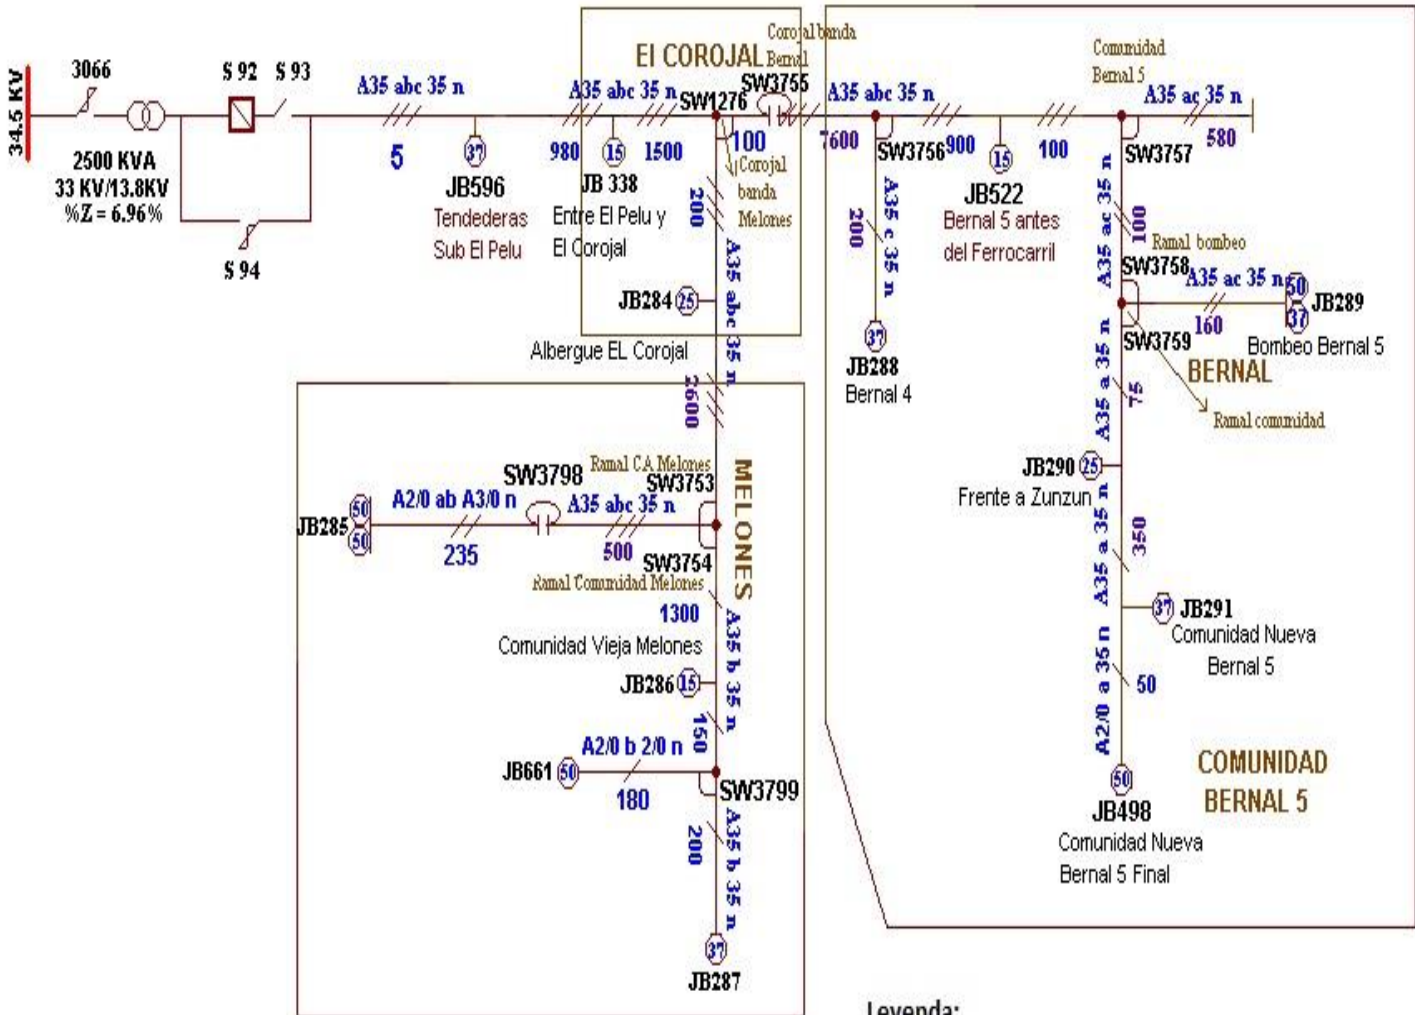 34.5 KV
3066
S 92
S 93
2500 KVA
33 KV/13.8KV
%Z = 6.96%
S 94
A35 abc 35 n
5
37
JB596
Tendederas
Sub El Pelu
980
A35 abc 35 n
15
JB 338
Entre El Pelu y
El Corojal
1500
El COROJAL
SW1276
100
Corojal banda
Bernal
SW3755
Corojal
banda
Melones
200
A35 abc 35 n
JB284
25
Albergue EL Corojal
2600
MELONES
Ramal CA Melones
SW3753
SW3798
A2/0 ab A3/0 n
A35 abc 35 n
JB285
50
50
235
500
SW3754
Ramal Comunidad Melones
1300
A35 b 35 n
Comunidad Vieja Melones
JB286
15
150
A2/0 b 2/0 n
JB661
50
180
SW3799
200
A35 b 35 n
37
JB287
A35 abc 35 n
7600
SW3756
200
A35 c 35 n
37
JB288
Bernal 4
900
15
JB522
Bernal 5 antes
del Ferrocarril
100
Comunidad
Bernal 5
A35 ac 35 n
580
SW3757
A35 ac 35 n
100
Ramal bombeo
SW3758
A35 ac 35 n
160
50
37
JB289
Bombeo Bernal 5
SW3759
BERNAL
Ramal comunidad
A35 a 35 n
75
JB290
25
Frente a Zunzun
A35 a 35 n
350
37
JB291
Comunidad Nueva
Bernal 5
A2/0 a 35 n
50
50
JB498
Comunidad Nueva
Bernal 5 Final
COMUNIDAD
BERNAL 5
Leyenda: